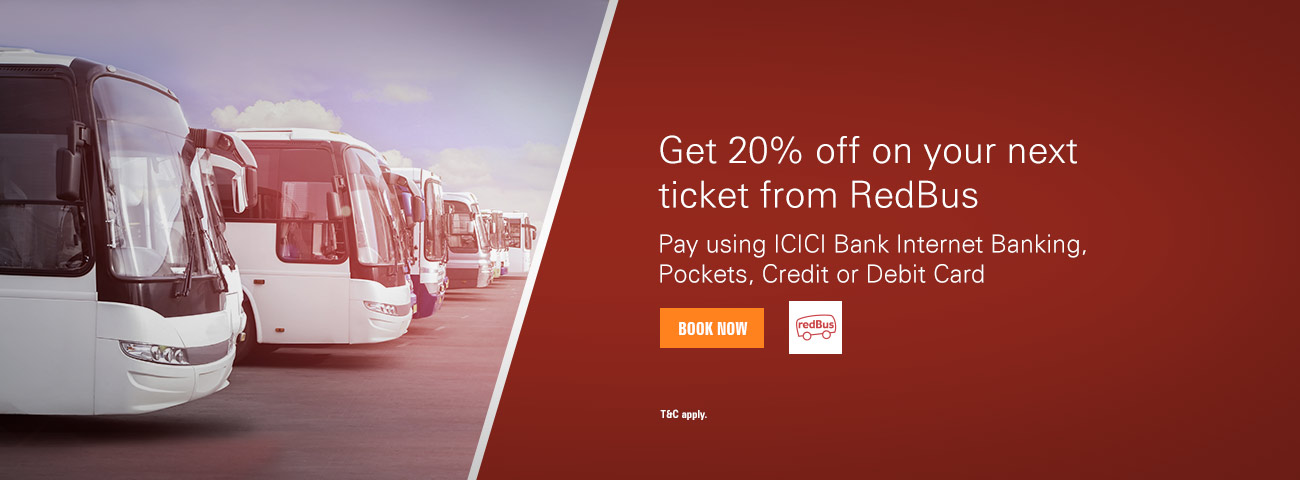 Get 20% off on your next
ticket from RedBus
Pay using ICICI Bank Internet Banking,
Pockets, Credit or Debit Card
BOOK NOW
redBus
T&C apply.